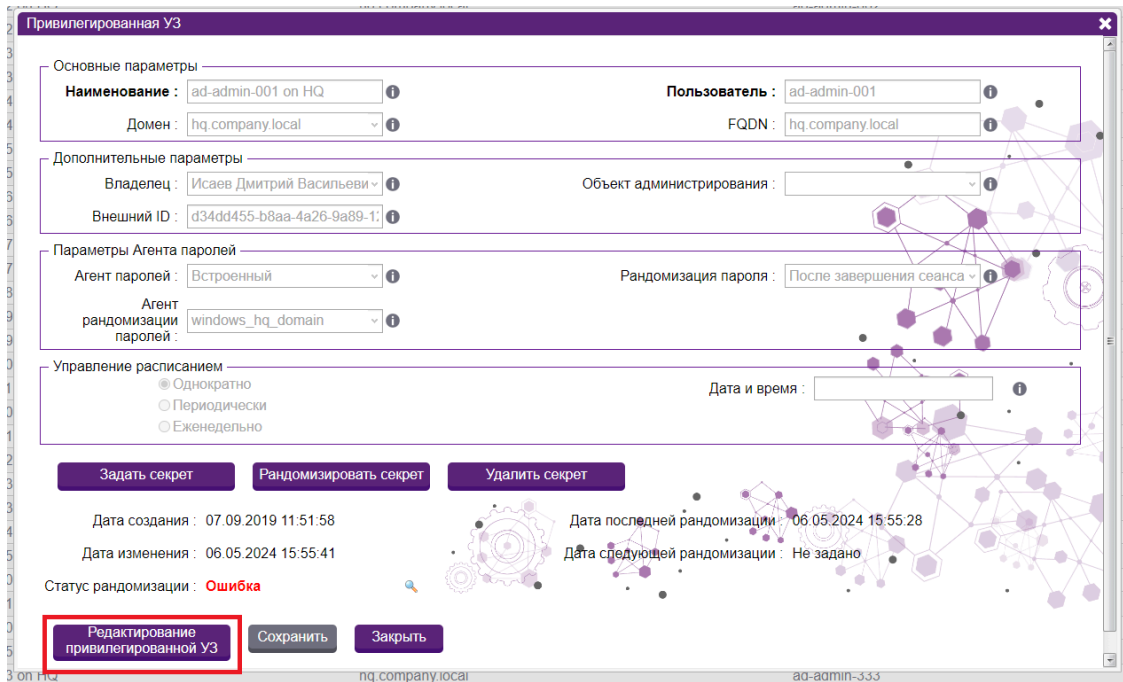 Привилегированная УЗ
Основные параметры
Наименование : ad-admin-001 on HQ Пользователь : ad-admin-001
Домен : hq.company.local FQDN : hq.company.local
Дополнительные параметры
Владелец : Исаев Дмитрий Васильеви Объект администрирования :
Внешний ID : d34dd455-b8aa-4a26-9a89-12
Параметры Агента паролей
Агент паролей : Встроенный Рандомизация пароля : После завершения сеанса
Агент
рандомизации windows_hq_domain
паролей :
Управление расписанием
Однократно Дата и время :
Периодически
Еженедельно
Задать секрет Рандомизировать секрет Удалить секрет
Дата создания : 07.09.2019 11:51:58 Дата последней рандомизации : 06.05.2024 15:55:28
Дата изменения : 06.05.2024 15:55:41 Дата следующей рандомизации : Не задано
Статус рандомизации : Ошибка
Редактирование
привилегированной УЗ Сохранить Закрыть
3 on HQ hq.company.local ad-admin-333